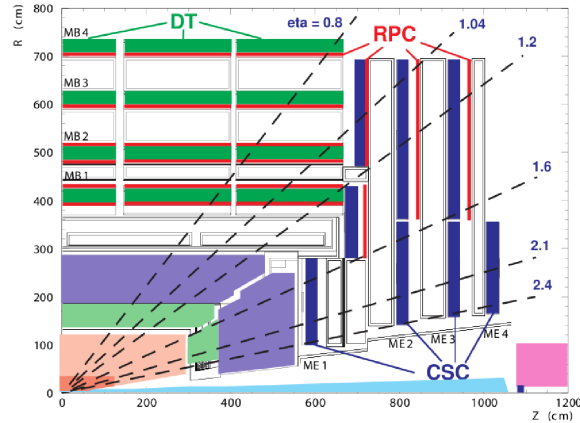 R (cm)
800
700
600
500
400
300
200
100
0
MB 4
MB 3
MB 2
MB 1
DT
eta = 0.8
RPC
1.04
1.2
1.6
2.1
2.4
ME 1
ME 2
ME 3
ME 4
CSC
0
200
400
600
800
1000
1200
Z (cm)